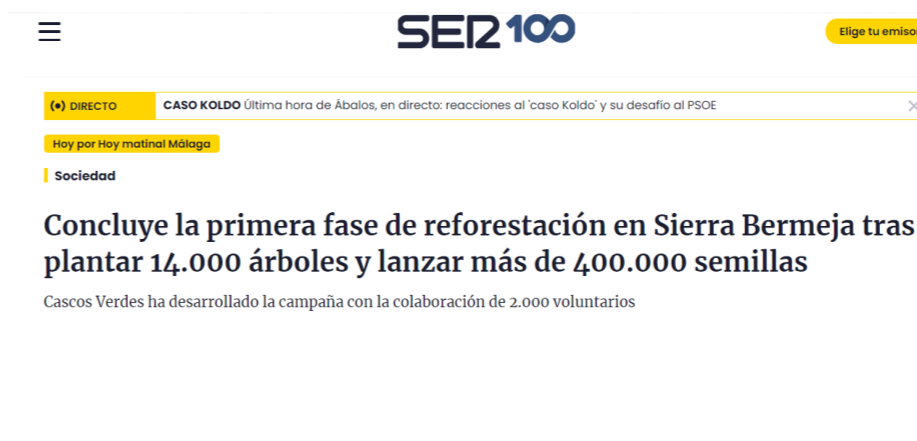 SER 100
Elige tu emiso
DIRECTO
CASO KOLDO Última hora de Ábalos, en directo: reacciones al 'caso Koldo' y su desafío al PSOE
Hoy por Hoy matinal Málaga
Sociedad
Concluye la primera fase de reforestación en Sierra Bermeja tras
plantar 14.000 árboles y lanzar más de 400.000 semillas
Cascos Verdes ha desarrollado la campaña con la colaboración de 2.000 voluntarios